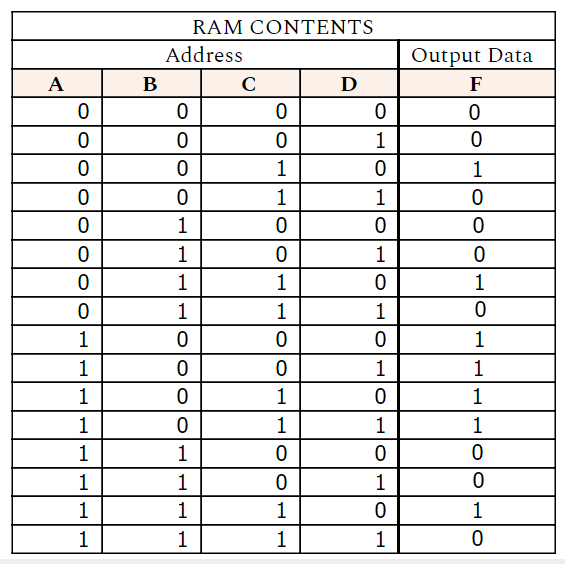 RAM CONTENTS
Address Output Data
A B C D F
0 0 0 0 0
0 0 0 1 0
0 0 1 0 1
0 0 1 1 0
0 1 0 0 0
0 1 0 1 0
0 1 1 0 1
0 1 1 1 0
1 0 0 0 1
1 0 0 1 1
1 0 1 0 1
1 0 1 1 1
1 1 0 0 0
1 1 0 1 0
1 1 1 0 1
1 1 1 1 0